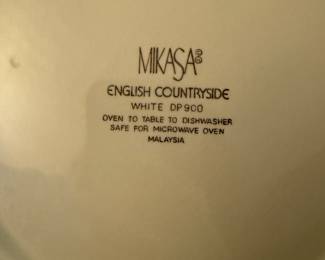 MIKASA
ENGLISH COUNTRYSIDE
WHITE DP900
OVEN TO TABLE TO DISHWASHER
SAFE FOR MICROWAVE OVEN
MALAYSIA